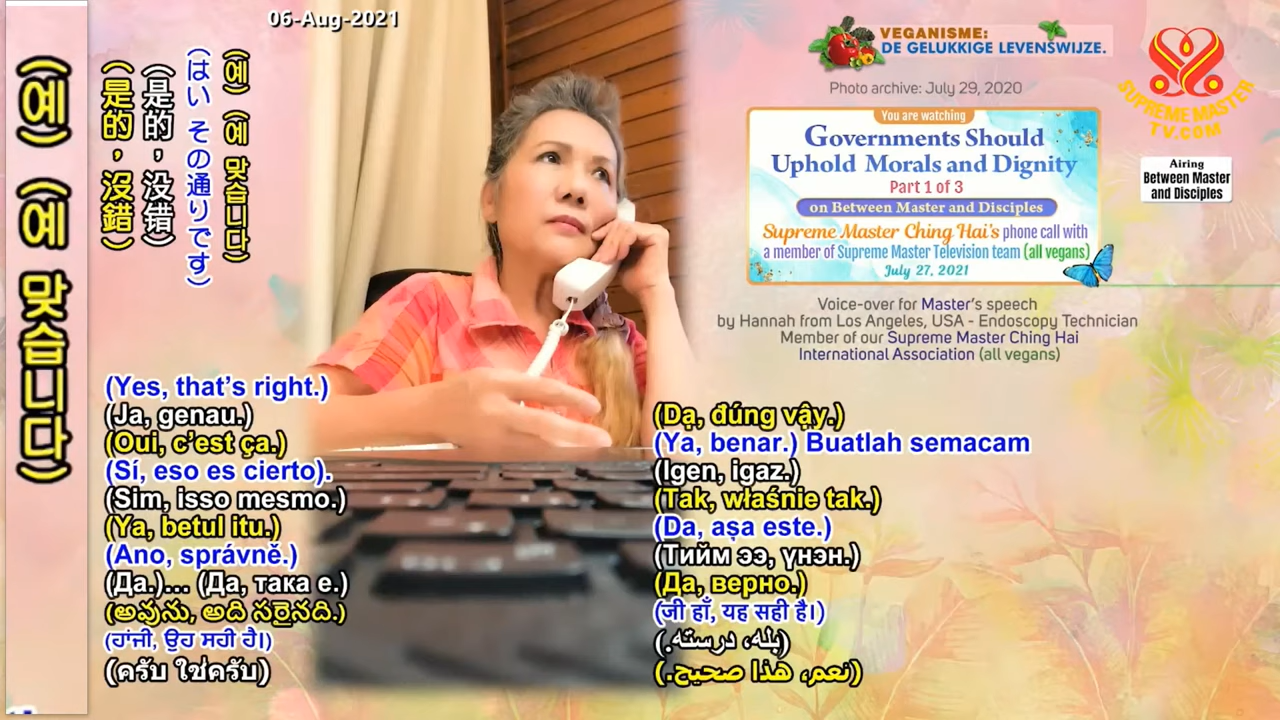 06-Aug-2021
(예) (예 맞습니다)
(예) (예 맞습니다)
(はい その通りです)
(是的，没错)
(是的，沒錯)
VEGANISME:
DE GELUKKIGE LEVENSWIJZE.
Photo archive: July 29, 2020
You are watching
Governments Should
Uphold Morals and Dignity
Part 1 of 3
on Between Master and Disciples
Supreme Master Ching Hai's phone call with
a member of Supreme Master Television team (all vegans)
July 27, 2021
Voice-over for Master's speech
by Hannah from Los Angeles, USA - Endoscopy Technician
Member of our Supreme Master Ching Hai
International Association (all vegans)
SUPREME MASTER
TV.COM
Airing
Between Master
and Disciples
(Yes, that's right.)
(Ja, genau.)
(Oui, c'est ça.)
(Sí, eso es cierto).
(Sim, isso mesmo.)
(Ya, betul itu.)
(Ano, správně.)
(Да.)... (Да, така е.)
(అవును, అది సరైనది.)
(ਹਾਂਜੀ, ਉਹ ਸਹੀ ਹੈ।)
(ครับ ใช่ครับ)
(Dạ, đúng vậy.)
(Ya, benar.) Buatlah semacam
(Igen, igaz.)
(Tak, właśnie tak.)
(Da, așa este.)
(Тийм ээ, үнэн.)
(Да, верно.)
(जी हाँ, यह सही है।)
(بله، درسته.)
(نعم، هذا صحيح.)